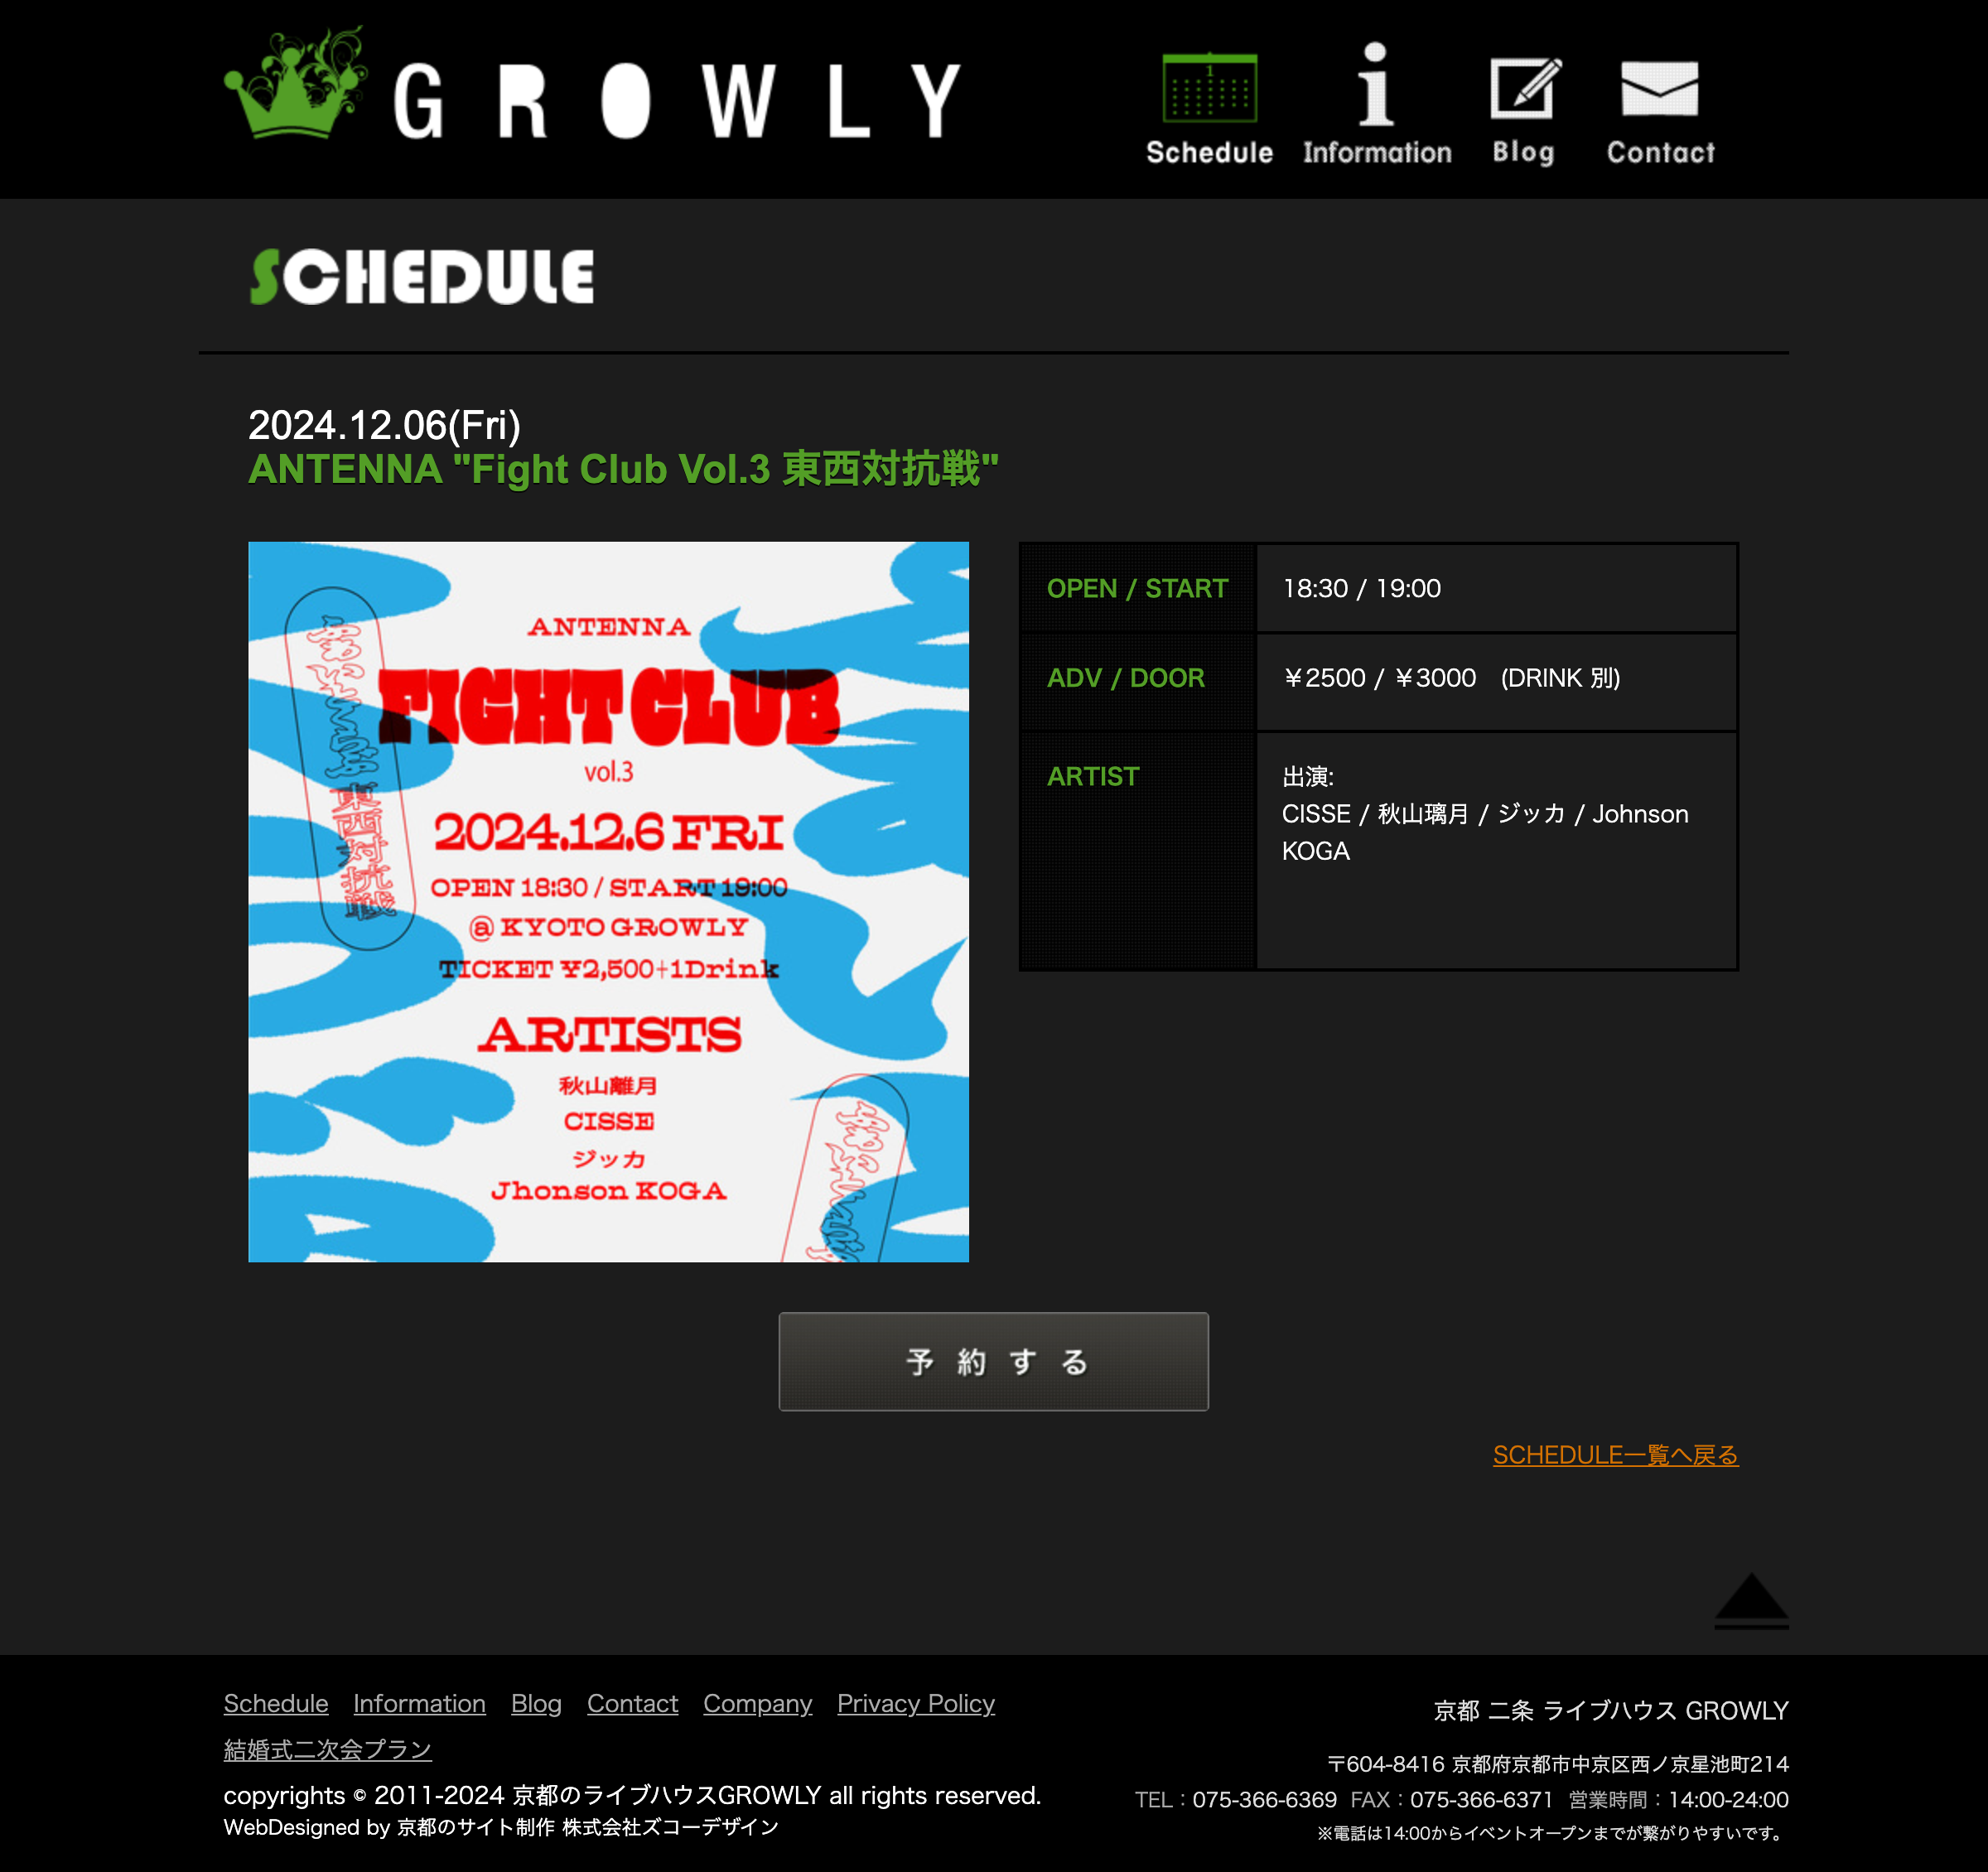 GROWLY
Schedule
Information
Blog
Contact
SCHEDULE
2024.12.06(Fri)
ANTENNA "Fight Club Vol.3 東西対抗戦"
ANTENNA
FIGHT CLUB
vol.3
2024.12.6 FRI
OPEN 18:30 / START 19:00
@ KYOTO GROWLY
TICKET ¥2,500+1Drink
ARTISTS
秋山離月
CISSE
ジッカ
Jhonson KOGA
東西対抗戦
OPEN / START
18:30 / 19:00
ADV / DOOR
￥2500 / ￥3000　(DRINK 別)
ARTIST
出演:
CISSE / 秋山璃月 / ジッカ / Johnson
KOGA
予約する
SCHEDULE一覧へ戻る
Schedule Information Blog Contact Company Privacy Policy
結婚式二次会プラン
copyrights © 2011-2024 京都のライブハウスGROWLY all rights reserved.
WebDesigned by 京都のサイト制作 株式会社ズコーデザイン
京都 二条 ライブハウス GROWLY
〒604-8416 京都府京都市中京区西ノ京星池町214
TEL：075-366-6369 FAX：075-366-6371 営業時間：14:00-24:00
※電話は14:00からイベントオープンまでが繋がりやすいです。